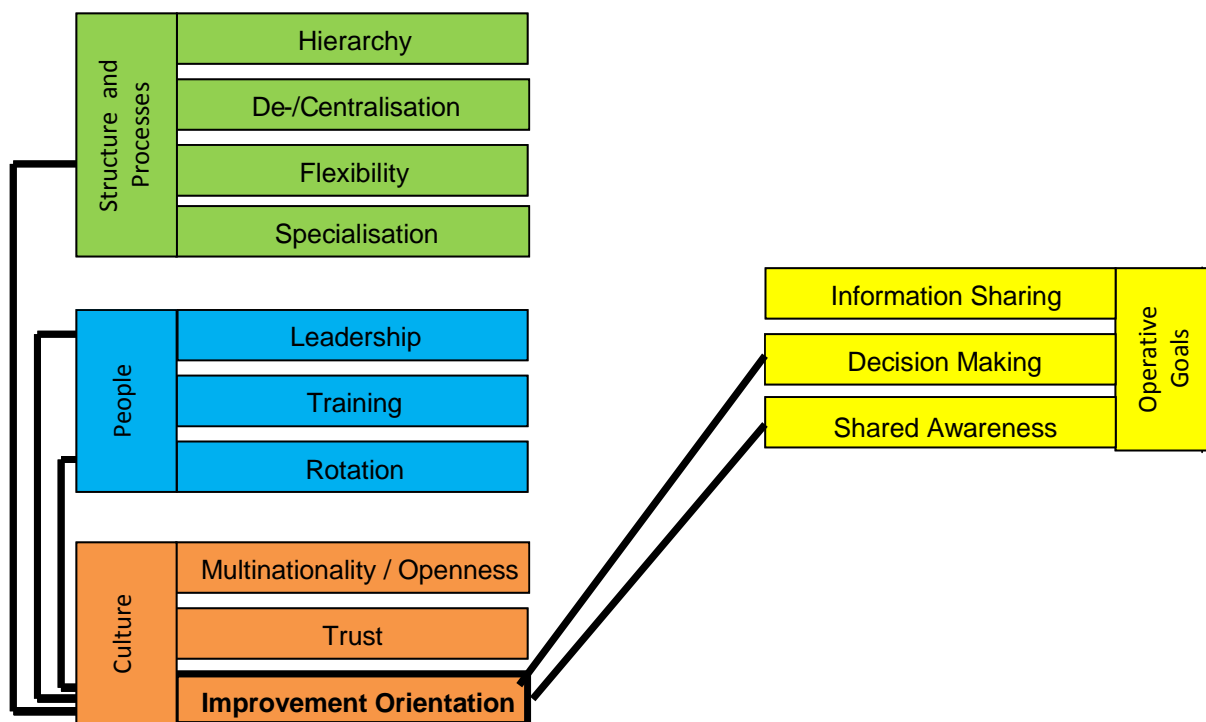 Structure and
Processes
Hierarchy
De-/Centralisation
Flexibility
Specialisation
People
Leadership
Training
Rotation
Culture
Multinationality / Openness
Trust
Improvement Orientation
Information Sharing
Decision Making
Shared Awareness
Operative
Goals